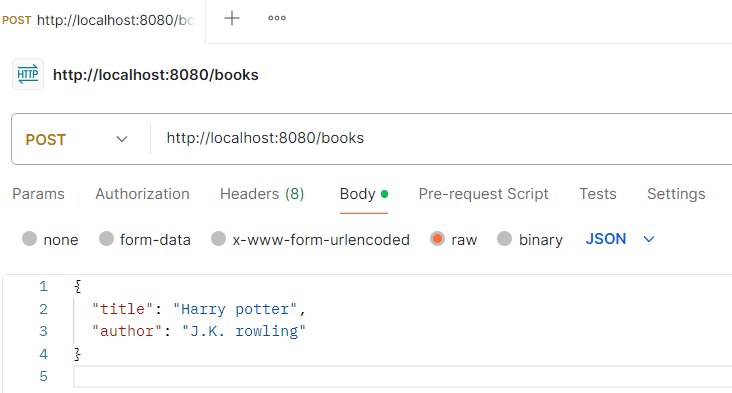 POST http://localhost:8080/bo
HTTP http://localhost:8080/books
POST http://localhost:8080/books
Params Authorization Headers (8) Body Pre-request Script Tests Settings
none form-data x-www-form-urlencoded raw binary JSON
1 {
2 "title": "Harry potter",
3 "author": "J.K. rowling"
4 }
5